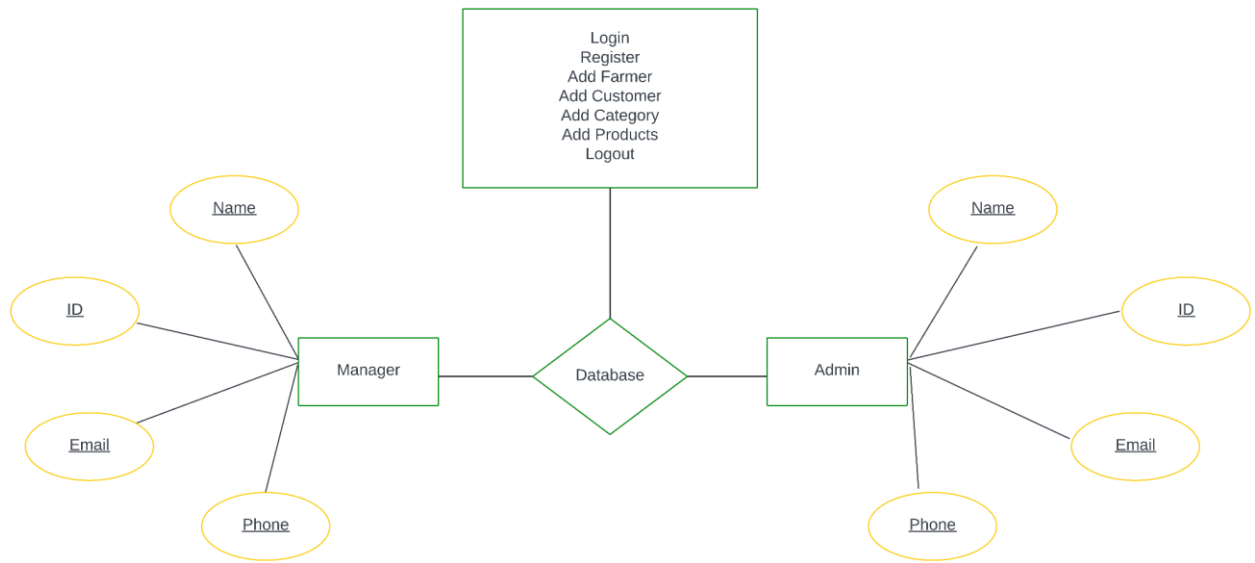 Login
Register
Add Farmer
Add Customer
Add Category
Add Products
Logout
Name
Name
ID
ID
Manager
Database
Admin
Email
Email
Phone
Phone